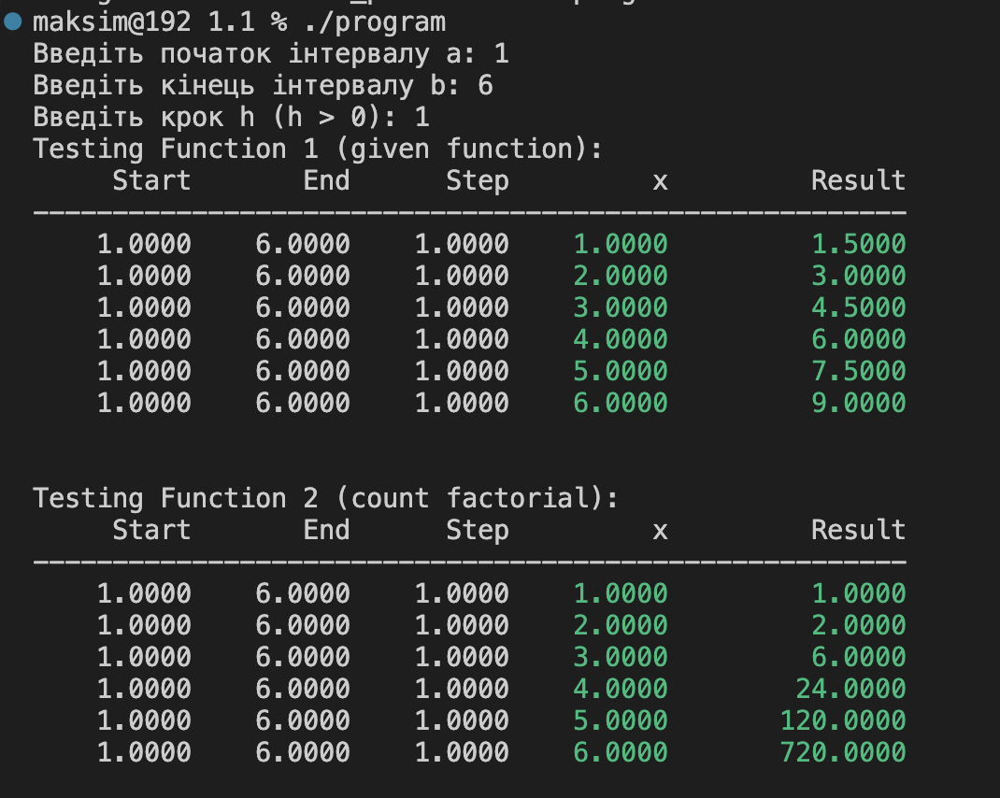 maksim@192 1.1 % ./program
Введіть початок інтервалу a: 1
Введіть кінець інтервалу b: 6
Введіть крок h (h > 0): 1
Testing Function 1 (given function):
Start End Step x Result
-------------------------------------------------------
1.0000 6.0000 1.0000 1.0000 1.5000
1.0000 6.0000 1.0000 2.0000 3.0000
1.0000 6.0000 1.0000 3.0000 4.5000
1.0000 6.0000 1.0000 4.0000 6.0000
1.0000 6.0000 1.0000 5.0000 7.5000
1.0000 6.0000 1.0000 6.0000 9.0000
Testing Function 2 (count factorial):
Start End Step x Result
-------------------------------------------------------
1.0000 6.0000 1.0000 1.0000 1.0000
1.0000 6.0000 1.0000 2.0000 2.0000
1.0000 6.0000 1.0000 3.0000 6.0000
1.0000 6.0000 1.0000 4.0000 24.0000
1.0000 6.0000 1.0000 5.0000 120.0000
1.0000 6.0000 1.0000 6.0000 720.0000